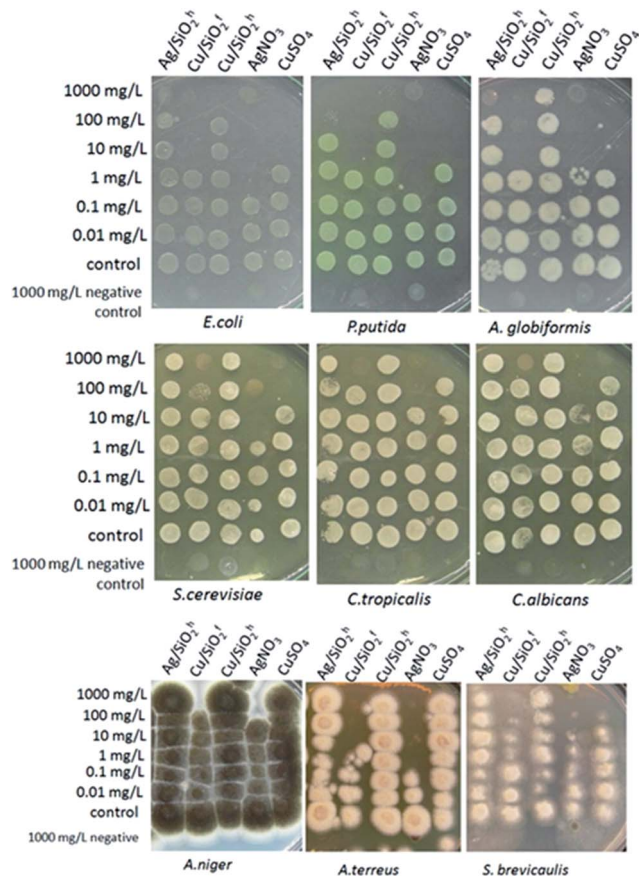 Ag/SiO₂ʰ Cu/SiO₂ᶠ Cu/SiO₂ʰ AgNO₃ CuSO₄
Ag/SiO₂ʰ Cu/SiO₂ᶠ Cu/SiO₂ʰ AgNO₃ CuSO₄
Ag/SiO₂ʰ Cu/SiO₂ᶠ Cu/SiO₂ʰ AgNO₃ CuSO₄
1000 mg/L
100 mg/L
10 mg/L
1 mg/L
0.1 mg/L
0.01 mg/L
control
1000 mg/L negative
control
E.coli P.putida A. globiformis
1000 mg/L
100 mg/L
10 mg/L
1 mg/L
0.1 mg/L
0.01 mg/L
control
1000 mg/L negative
control
S.cerevisiae C.tropicalis C.albicans
Ag/SiO₂ʰ Cu/SiO₂ᶠ Cu/SiO₂ʰ AgNO₃ CuSO₄
Ag/SiO₂ʰ Cu/SiO₂ᶠ Cu/SiO₂ʰ AgNO₃ CuSO₄
Ag/SiO₂ʰ Cu/SiO₂ᶠ Cu/SiO₂ʰ AgNO₃ CuSO₄
1000 mg/L
100 mg/L
10 mg/L
1 mg/L
0.1 mg/L
0.01 mg/L
control
1000 mg/L negative
A.niger A.terreus S. brevicaulis